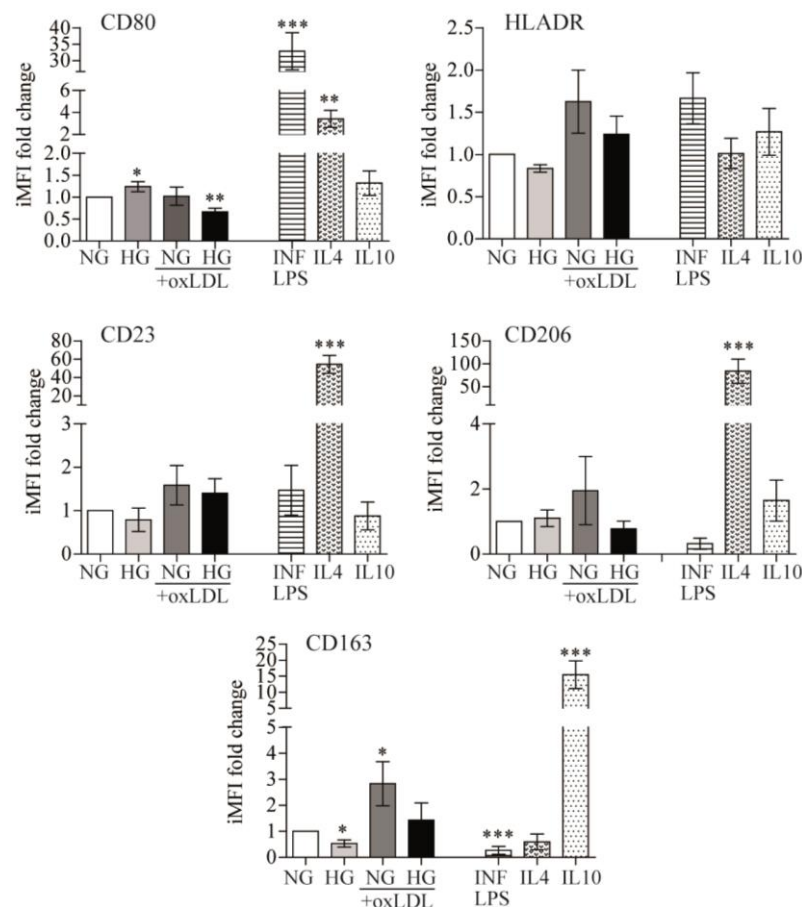 CD80
iMFI fold change
40
35
30
25
6
4
2
2.0
1.5
1.0
0.5
0.0
***
**
*
**
NG HG NG HG INF IL4 IL10
+oxLDL LPS
HLADR
iMFI fold change
2.5
2.0
1.5
1.0
0.5
0.0
NG HG NG HG INF IL4 IL10
+oxLDL LPS
CD23
iMFI fold change
80
60
40
20
3
2
1
0
***
NG HG NG HG INF IL4 IL10
+oxLDL LPS
CD206
iMFI fold change
150
100
50
4
2
0
***
NG HG NG HG INF IL4 IL10
+oxLDL LPS
CD163
iMFI fold change
25
20
15
10
5
5
4
3
2
1
0
***
*
*
***
NG HG NG HG INF IL4 IL10
+oxLDL LPS